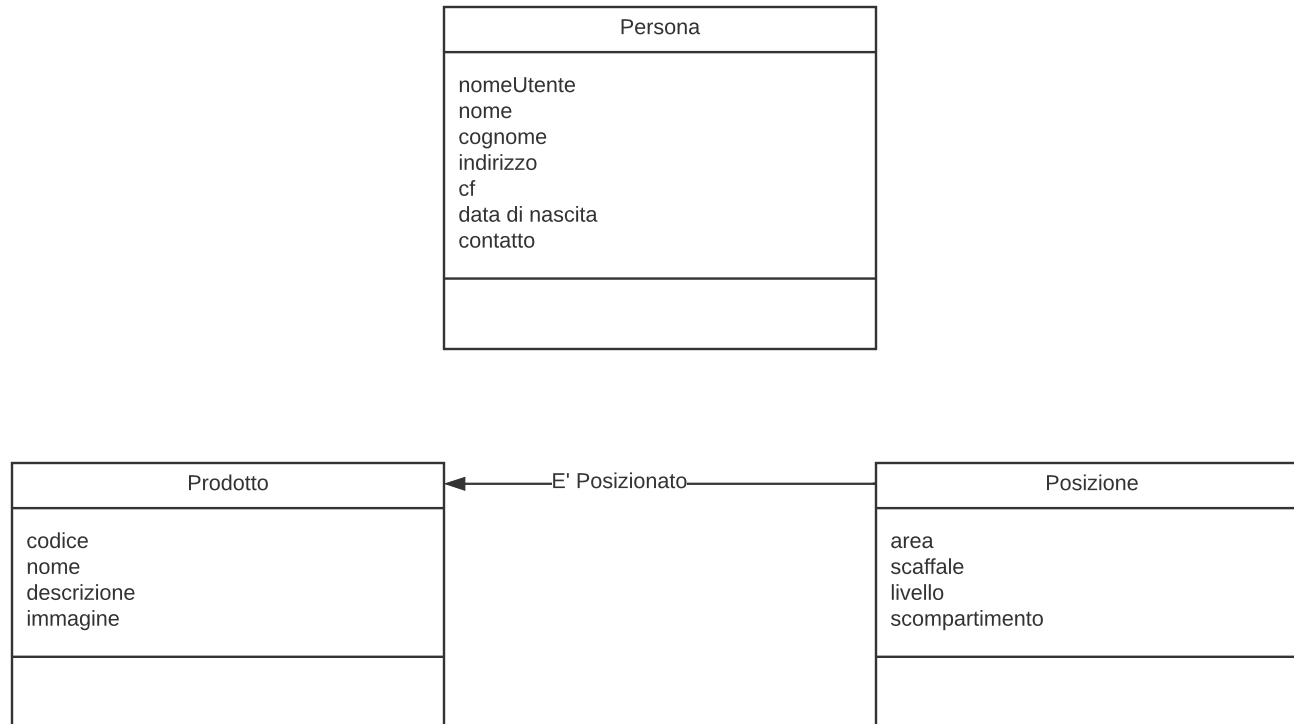 Persona
nomeUtente
nome
cognome
indirizzo
cf
data di nascita
contatto
Prodotto
E' Posizionato
Posizione
codice
nome
descrizione
immagine
area
scaffale
livello
scompartimento